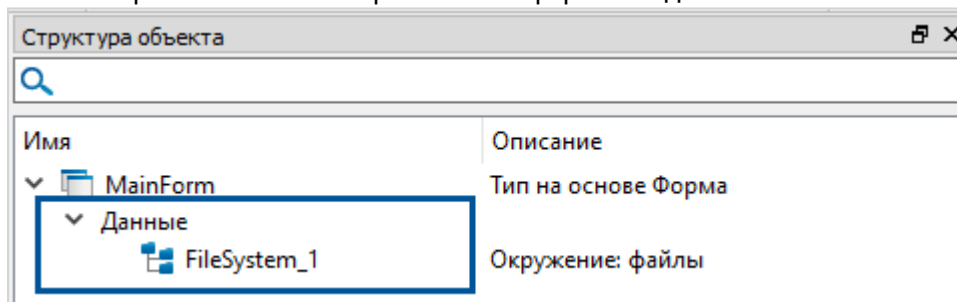 Структура объекта
Имя Описание
MainForm Тип на основе Форма
Данные
FileSystem_1 Окружение: файлы